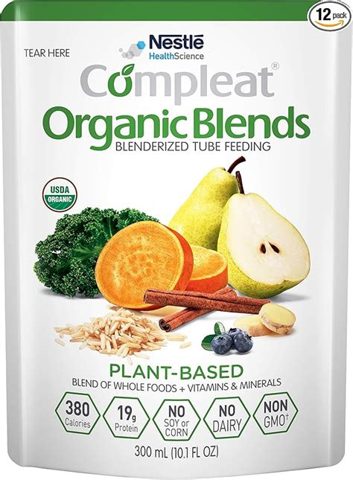 12 pack
TEAR HERE
Nestlé
HealthScience
Compleat®
Organic Blends
BLENDERIZED TUBE FEEDING
USDA
ORGANIC
PLANT-BASED
BLEND OF WHOLE FOODS + VITAMINS & MINERALS
380
Calories
19g
Protein
NO
SOY or
CORN
NO
DAIRY
NON
GMO†
300 mL (10.1 FL OZ)